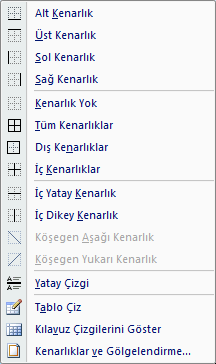 Alt Kenarlık
Üst Kenarlık
Sol Kenarlık
Sağ Kenarlık
Kenarlık Yok
Tüm Kenarlıklar
Dış Kenarlıklar
İç Kenarlıklar
İç Yatay Kenarlık
İç Dikey Kenarlık
Köşegen Aşağı Kenarlık
Köşegen Yukarı Kenarlık
Yatay Çizgi
Tablo Çiz
Kılavuz Çizgilerini Göster
Kenarlıklar ve Gölgelendirme...